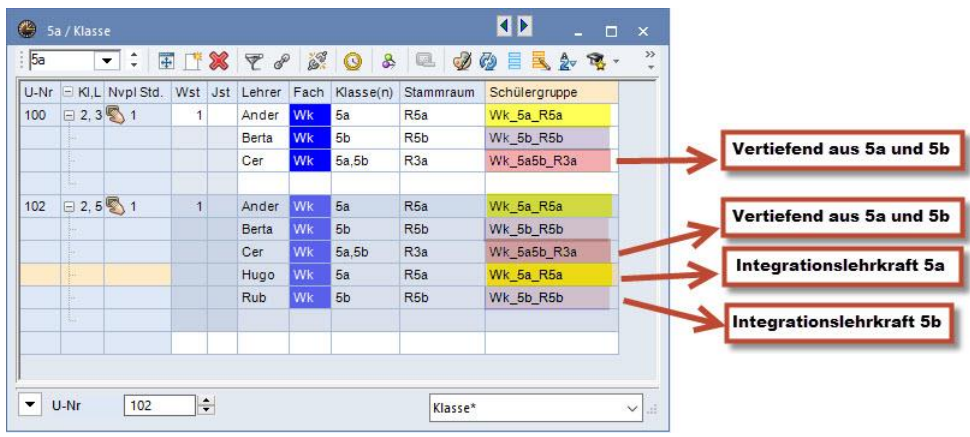 5a / Klasse
5a
U-Nr Kl,L Nvpl Std. Wst Jst Lehrer Fach Klasse(n) Stammraum Schülergruppe
100 2, 3 1 1 Ander Wk 5a R5a Wk_5a_R5a
Berta Wk 5b R5b Wk_5b_R5b
Cer Wk 5a,5b R3a Wk_5a5b_R3a
Vertiefend aus 5a und 5b
102 2, 5 1 1 Ander Wk 5a R5a Wk_5a_R5a
Berta Wk 5b R5b Wk_5b_R5b
Vertiefend aus 5a und 5b
Cer Wk 5a,5b R3a Wk_5a5b_R3a
Hugo Wk 5a R5a Wk_5a_R5a
Integrationslehrkraft 5a
Rub Wk 5b R5b Wk_5b_R5b
Integrationslehrkraft 5b
U-Nr 102 Klasse*